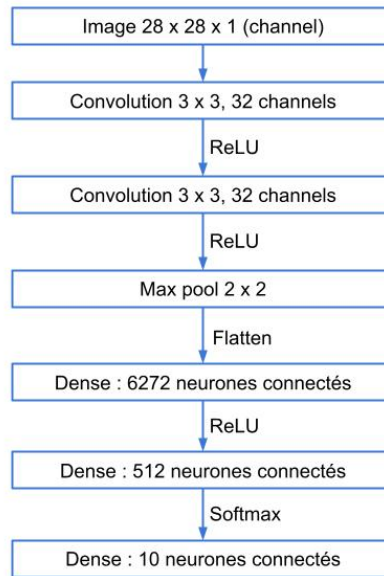 Image 28 x 28 x 1 (channel)
Convolution 3 x 3, 32 channels
ReLU
Convolution 3 x 3, 32 channels
ReLU
Max pool 2 x 2
Flatten
Dense : 6272 neurones connectés
ReLU
Dense : 512 neurones connectés
Softmax
Dense : 10 neurones connectés